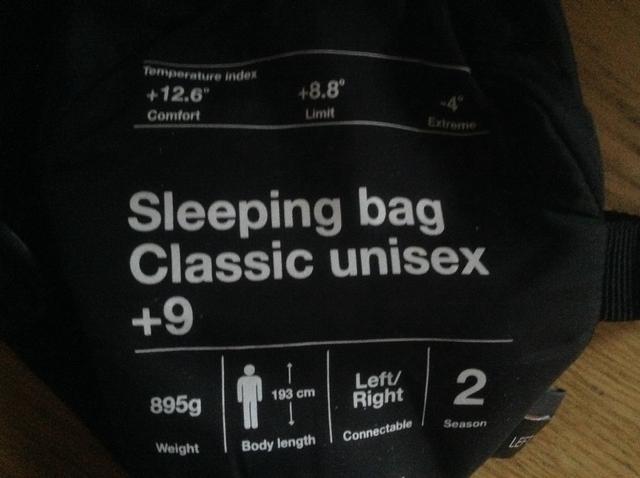 Temperature index
+12.6° +8.8° -4°
Comfort Limit Extreme
Sleeping bag
Classic unisex
+9
895g 193 cm Left/ 2
Right
Weight Body length Connectable Season